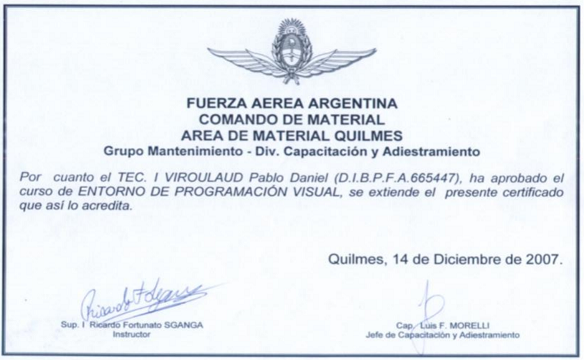 FUERZA AEREA ARGENTINA
COMANDO DE MATERIAL
AREA DE MATERIAL QUILMES
Grupo Mantenimiento - Div. Capacitación y Adiestramiento
Por cuanto el TEC. I VIROULAUD Pablo Daniel (D.I.B.P.F.A.665447), ha aprobado el
curso de ENTORNO DE PROGRAMACIÓN VISUAL, se extiende el presente certificado
que así lo acredita.
Quilmes, 14 de Diciembre de 2007.
Sup. I Ricardo Fortunato SGANGA
Instructor
Cap. Luis F. MORELLI
Jefe de Capacitación y Adiestramiento